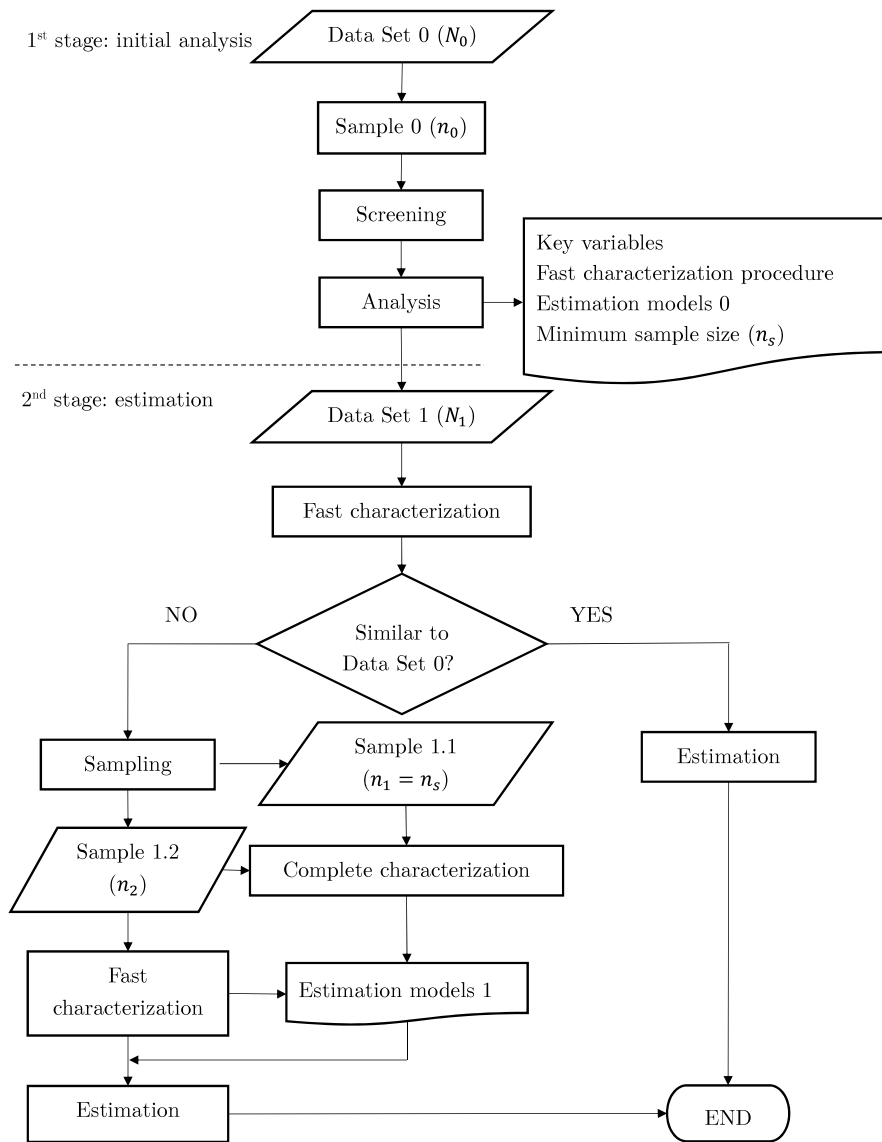 1st stage: initial analysis
Data Set 0 (N₀)
Sample 0 (n₀)
Screening
Analysis
Key variables
Fast characterization procedure
Estimation models 0
Minimum sample size (nₛ)
2nd stage: estimation
Data Set 1 (N₁)
Fast characterization
NO
YES
Similar to
Data Set 0?
Sampling
Sample 1.1
(n₁ = nₛ)
Estimation
Sample 1.2
(n₂)
Complete characterization
Fast
characterization
Estimation models 1
Estimation
END